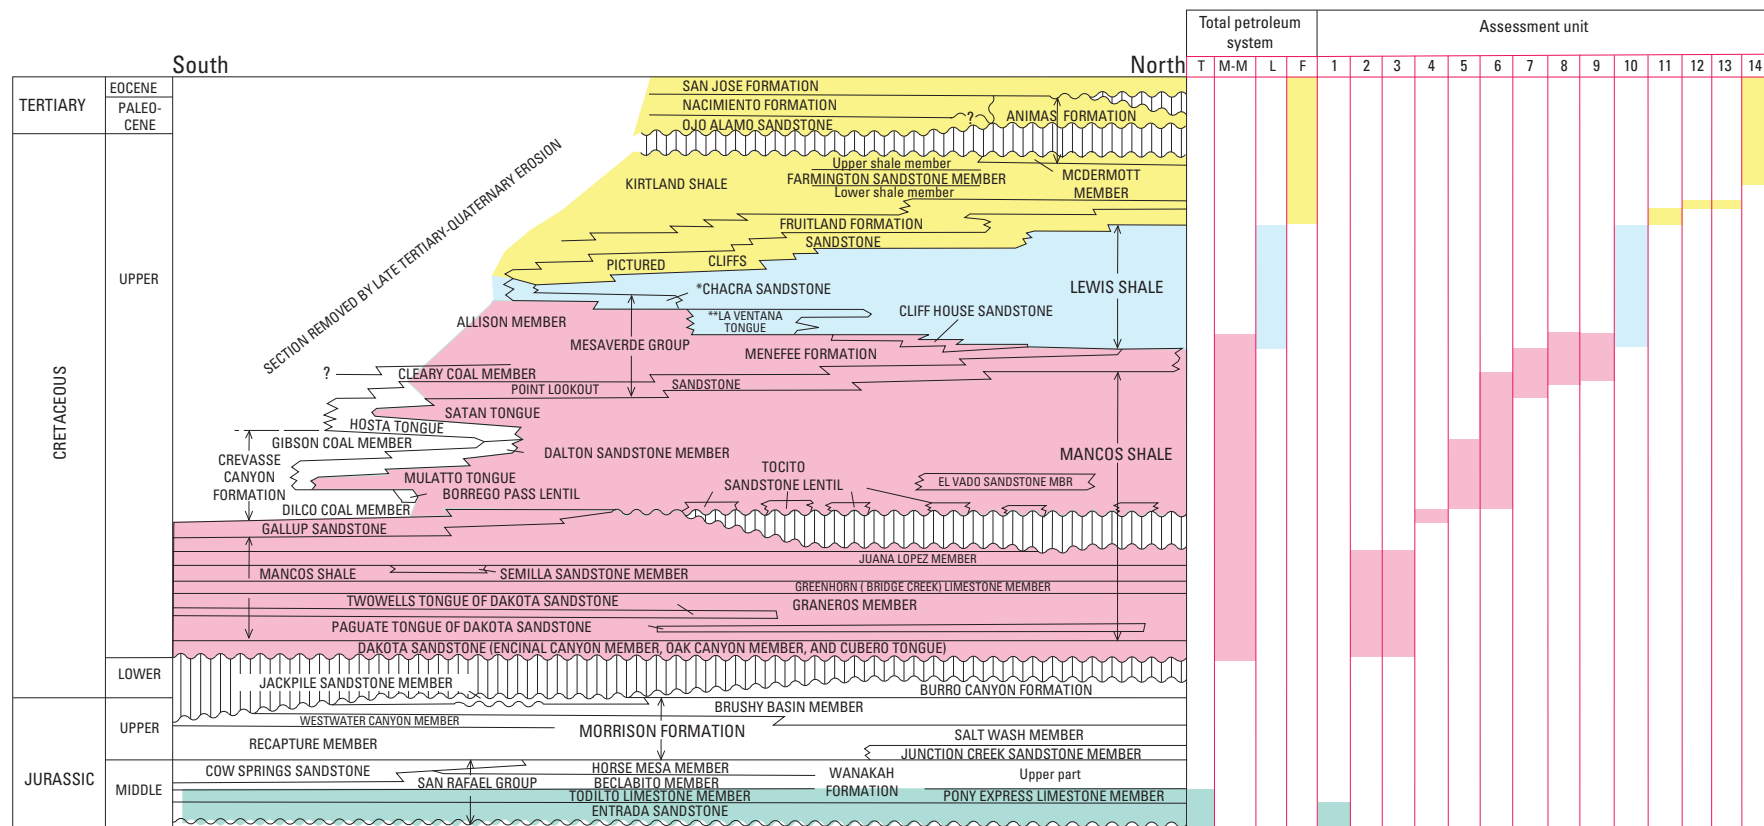 Total petroleum
system
Assessment unit
South
North
T
M-M
L
F
1
2
3
4
5
6
7
8
9
10
11
12
13
14
TERTIARY
EOCENE
PALEO-
CENE
CRETACEOUS
UPPER
LOWER
JURASSIC
UPPER
MIDDLE
SECTION REMOVED BY LATE TERTIARY-QUATERNARY EROSION
SAN JOSE FORMATION
NACIMIENTO FORMATION
?
ANIMAS FORMATION
OJO ALAMO SANDSTONE
Upper shale member
KIRTLAND SHALE
FARMINGTON SANDSTONE MEMBER
Lower shale member
MCDERMOTT
MEMBER
FRUITLAND FORMATION
SANDSTONE
PICTURED
CLIFFS
*CHACRA SANDSTONE
LEWIS SHALE
**LA VENTANA
TONGUE
CLIFF HOUSE SANDSTONE
ALLISON MEMBER
MESAVERDE GROUP
MENEFEE FORMATION
?
CLEARY COAL MEMBER
POINT LOOKOUT
SANDSTONE
SATAN TONGUE
HOSTA TONGUE
GIBSON COAL MEMBER
DALTON SANDSTONE MEMBER
MANCOS SHALE
CREVASSE
CANYON
FORMATION
MULATTO TONGUE
TOCITO
SANDSTONE LENTIL
EL VADO SANDSTONE MBR
BORREGO PASS LENTIL
DILCO COAL MEMBER
GALLUP SANDSTONE
JUANA LOPEZ MEMBER
MANCOS SHALE
SEMILLA SANDSTONE MEMBER
GREENHORN ( BRIDGE CREEK) LIMESTONE MEMBER
TWOWELLS TONGUE OF DAKOTA SANDSTONE
GRANEROS MEMBER
PAGUATE TONGUE OF DAKOTA SANDSTONE
DAKOTA SANDSTONE (ENCINAL CANYON MEMBER, OAK CANYON MEMBER, AND CUBERO TONGUE)
JACKPILE SANDSTONE MEMBER
BURRO CANYON FORMATION
BRUSHY BASIN MEMBER
WESTWATER CANYON MEMBER
MORRISON FORMATION
SALT WASH MEMBER
RECAPTURE MEMBER
JUNCTION CREEK SANDSTONE MEMBER
COW SPRINGS SANDSTONE
HORSE MESA MEMBER
WANAKAH
FORMATION
Upper part
SAN RAFAEL GROUP
BECLABITO MEMBER
TODILTO LIMESTONE MEMBER
PONY EXPRESS LIMESTONE MEMBER
ENTRADA SANDSTONE